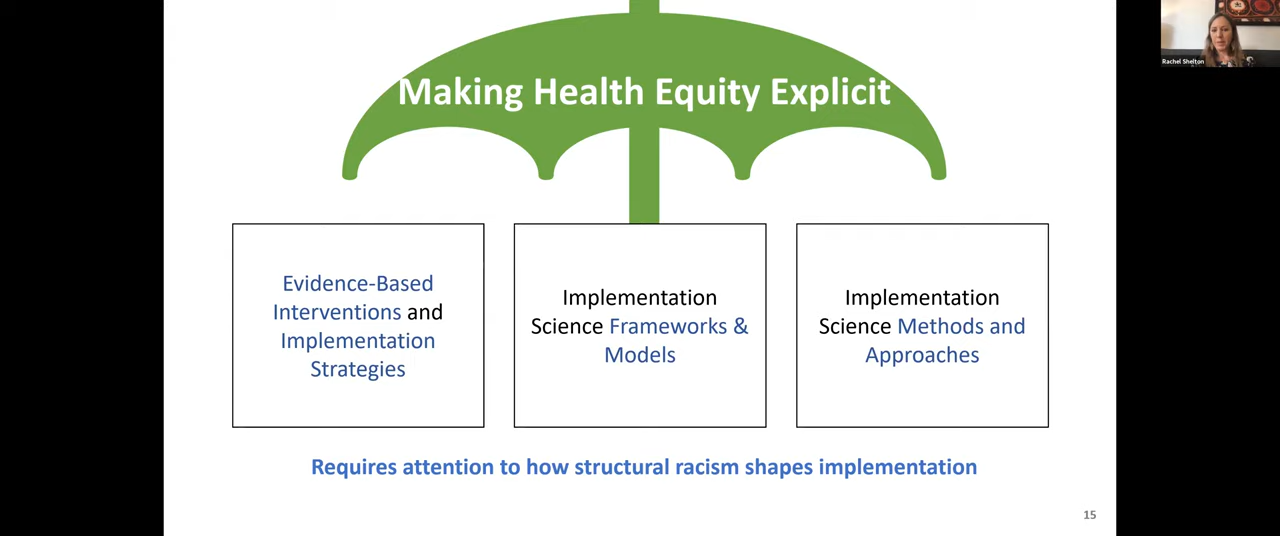 Making Health Equity Explicit
Rachel Shelton
Evidence-Based
Interventions and
Implementation
Strategies
Implementation
Science Frameworks &
Models
Implementation
Science Methods and
Approaches
Requires attention to how structural racism shapes implementation
15